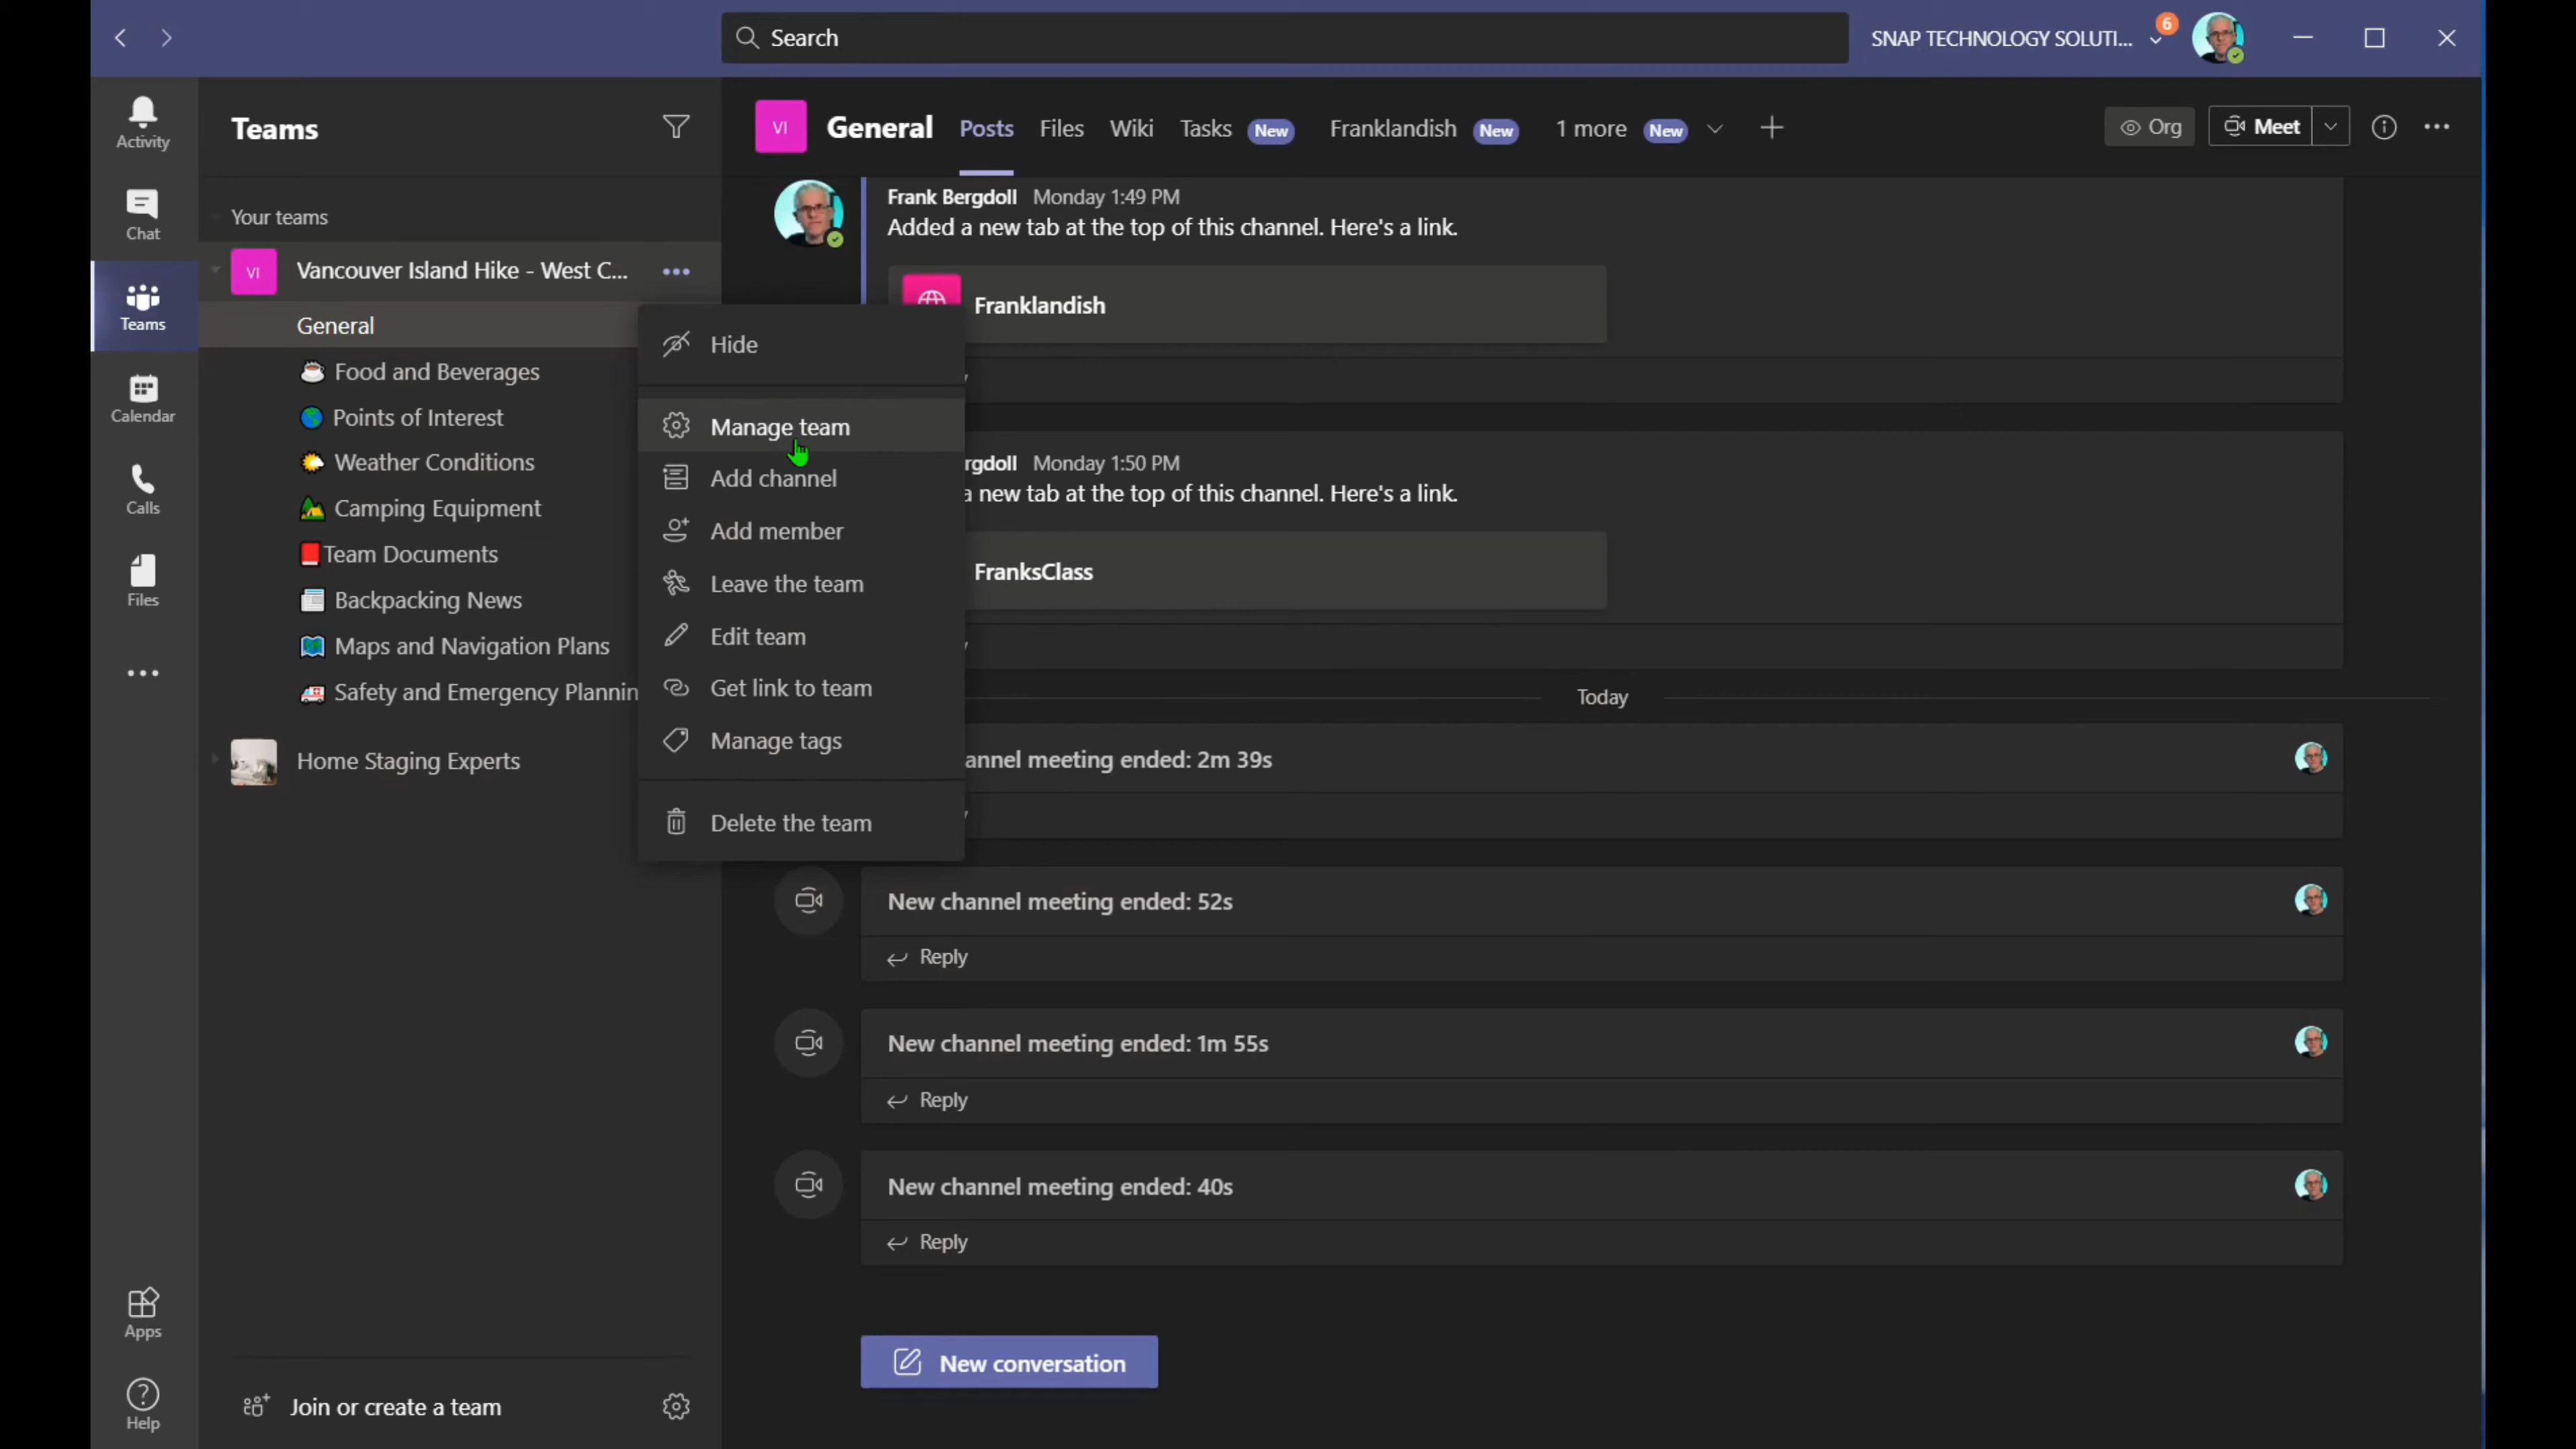 Search
SNAP TECHNOLOGY SOLUTI...
6
Activity
Chat
Teams
Calendar
Calls
Files
Apps
Help
Teams
Your teams
VI Vancouver Island Hike - West C...
General
Food and Beverages
Points of Interest
Weather Conditions
Camping Equipment
Team Documents
Backpacking News
Maps and Navigation Plans
Safety and Emergency Plannin
Home Staging Experts
Join or create a team
Hide
Manage team
Add channel
Add member
Leave the team
Edit team
Get link to team
Manage tags
Delete the team
VI General Posts Files Wiki Tasks New Franklandish New 1 more New
Org Meet
Frank Bergdoll Monday 1:49 PM
Added a new tab at the top of this channel. Here's a link.
Franklandish
rgdoll Monday 1:50 PM
a new tab at the top of this channel. Here's a link.
FranksClass
Today
annel meeting ended: 2m 39s
New channel meeting ended: 52s
Reply
New channel meeting ended: 1m 55s
Reply
New channel meeting ended: 40s
Reply
New conversation